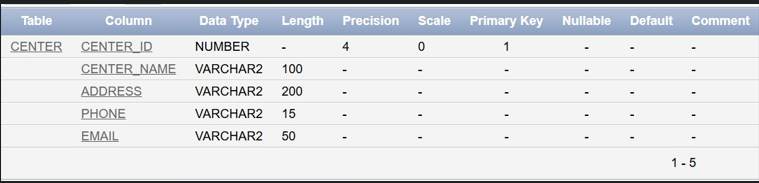 Table Column Data Type Length Precision Scale Primary Key Nullable Default Comment
CENTER CENTER_ID NUMBER - 4 0 1 - - -
CENTER_NAME VARCHAR2 100 - - - - - -
ADDRESS VARCHAR2 200 - - - - - -
PHONE VARCHAR2 15 - - - - - -
EMAIL VARCHAR2 50 - - - - - -
1 - 5